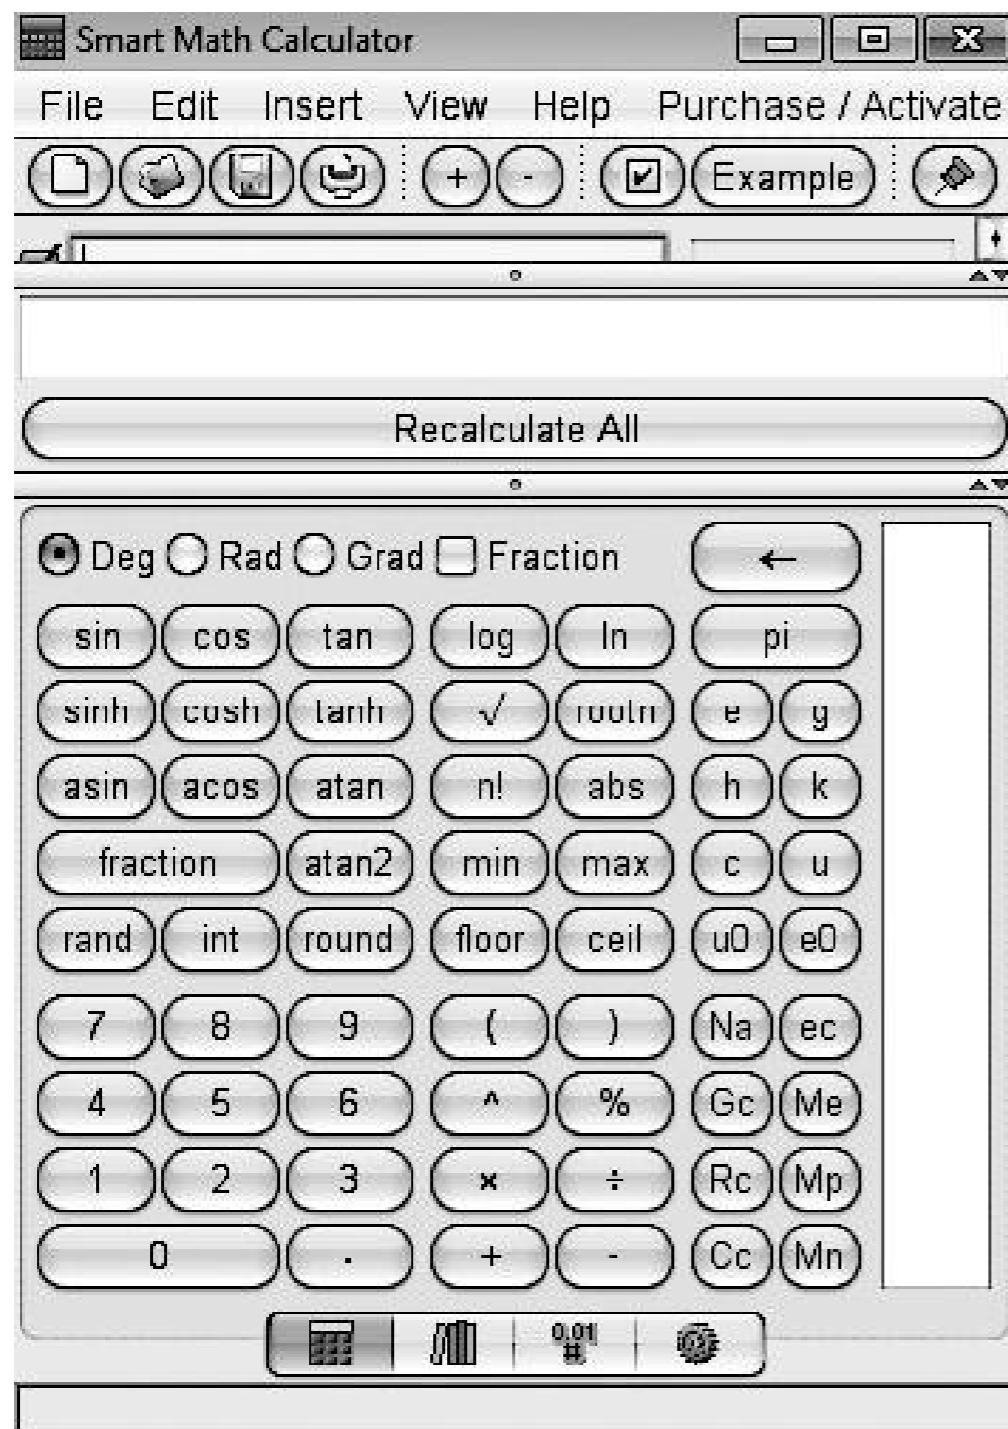 Smart Math Calculator
File Edit Insert View Help Purchase / Activate
+ - Example
Recalculate All
Deg Rad Grad Fraction ←
sin cos tan log ln pi
sinh cosh tanh √ rootn e g
asin acos atan n! abs h k
fraction atan2 min max c u
rand int round floor ceil u0 e0
7 8 9 ( ) Na ec
4 5 6 ^ % Gc Me
1 2 3 × ÷ Rc Mp
0 . + - Cc Mn
0.01
#